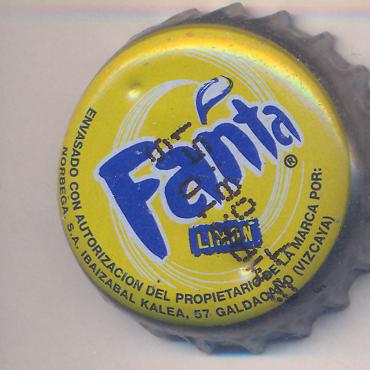 Fanta
®
LIMON
ENVASADO CON AUTORIZACION DEL PROPIETARIO DE LA MARCA POR:
NORBEGA, S.A. IBAIZABAL KALEA, 57 GALDACANO (VIZCAYA)